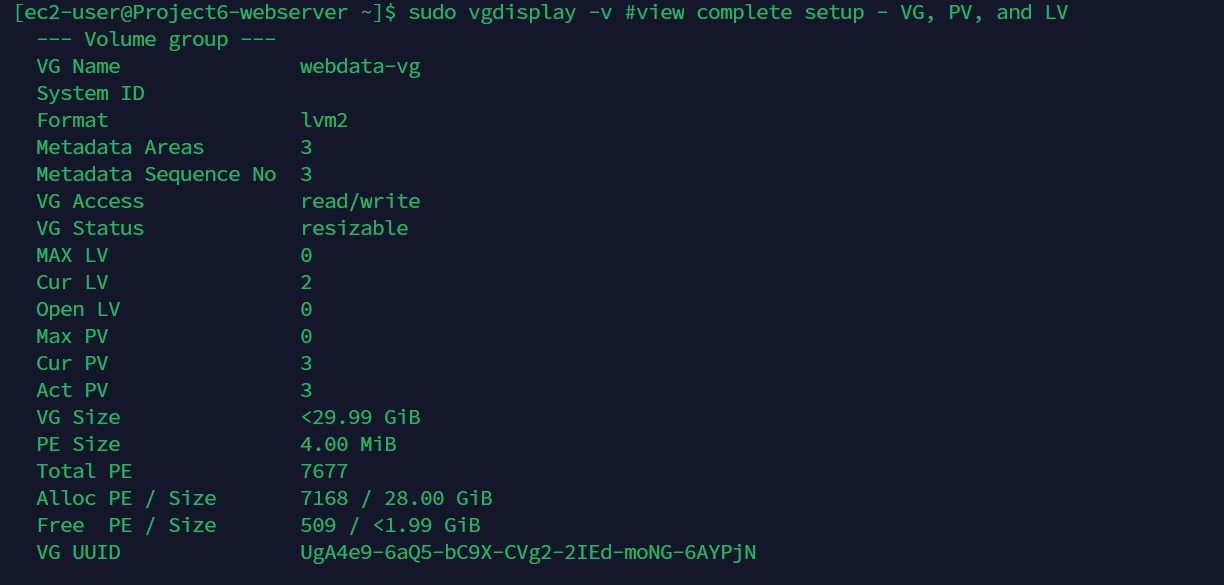 [ec2-user@Project6-webserver ~]$ sudo vgdisplay -v #view complete setup - VG, PV, and LV
  --- Volume group ---
  VG Name               webdata-vg
  System ID
  Format                lvm2
  Metadata Areas        3
  Metadata Sequence No  3
  VG Access             read/write
  VG Status             resizable
  MAX LV                0
  Cur LV                2
  Open LV               0
  Max PV                0
  Cur PV                3
  Act PV                3
  VG Size               <29.99 GiB
  PE Size               4.00 MiB
  Total PE              7677
  Alloc PE / Size       7168 / 28.00 GiB
  Free  PE / Size       509 / <1.99 GiB
  VG UUID               UgA4e9-6aQ5-bC9X-CVg2-2IEd-moNG-6AYPjN